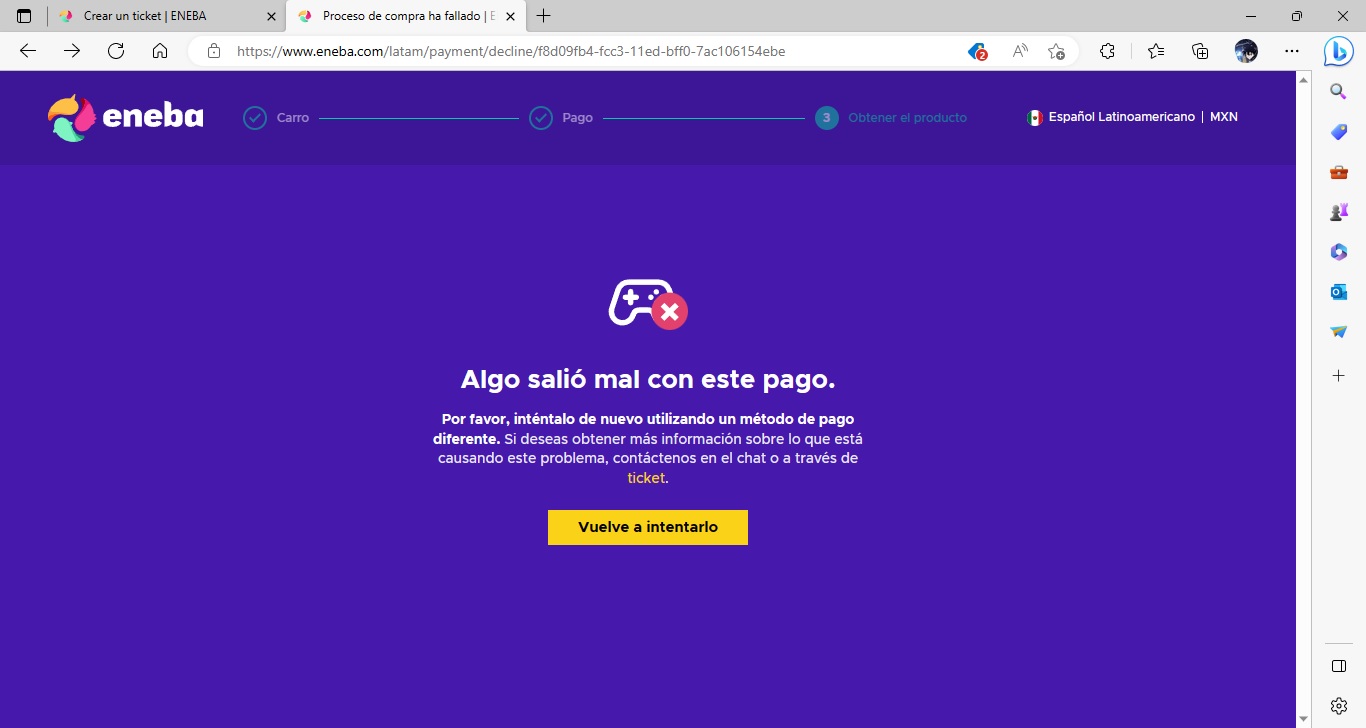 Crear un ticket | ENEBA
Proceso de compra ha fallado | E
https://www.eneba.com/latam/payment/decline/f8d09fb4-fcc3-11ed-bff0-7ac106154ebe
2
eneba
Carro
Pago
3 Obtener el producto
Español Latinoamericano | MXN
Algo salió mal con este pago.
Por favor, inténtalo de nuevo utilizando un método de pago
diferente. Si deseas obtener más información sobre lo que está
causando este problema, contáctenos en el chat o a través de
ticket.
Vuelve a intentarlo